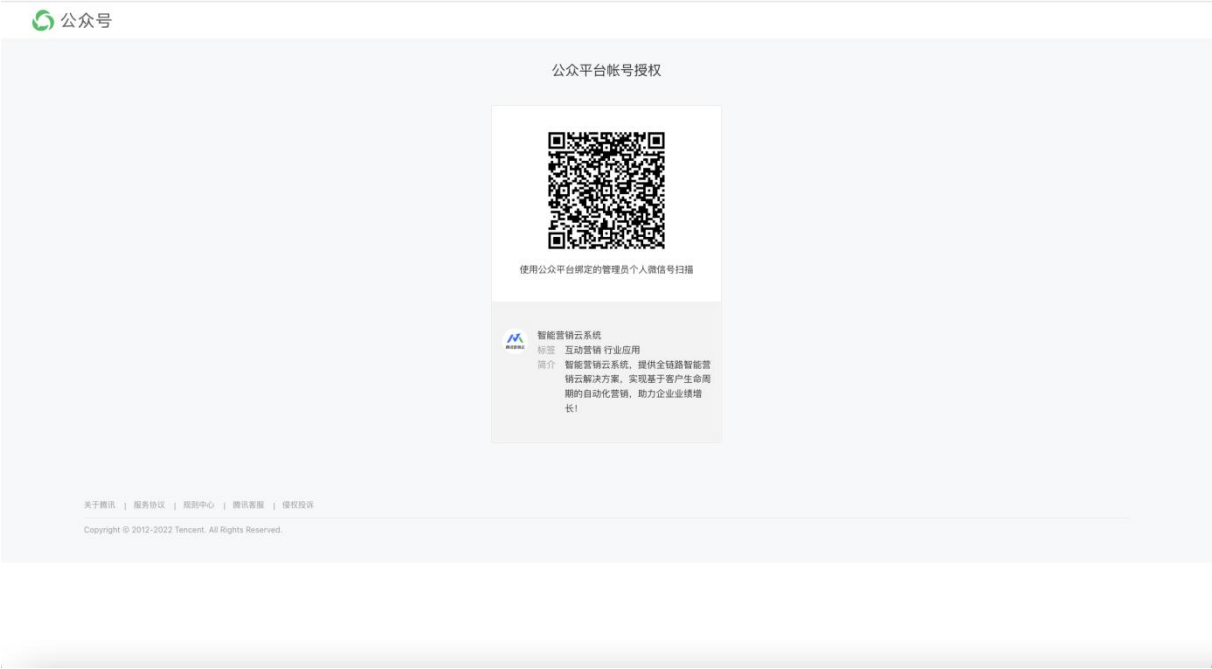 公众号
公众平台帐号授权
使用公众平台绑定的管理员个人微信号扫描
智能营销云系统
标签 互动营销 行业应用
简介 智能营销云系统，提供全链路智能营
销云解决方案，实现基于客户生命周
期的自动化营销，助力企业业绩增
长！
关于腾讯 | 服务协议 | 规则中心 | 腾讯客服 | 侵权投诉
Copyright © 2012-2022 Tencent. All Rights Reserved.